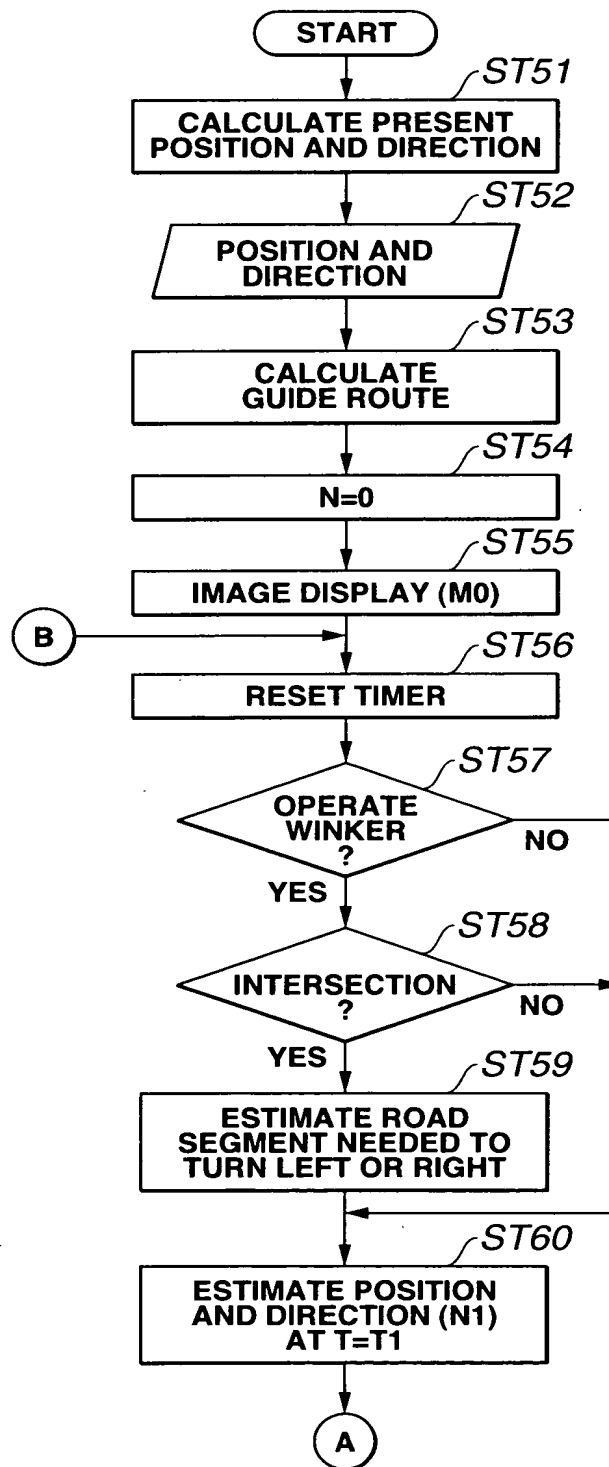 START
ST51
CALCULATE PRESENT
POSITION AND DIRECTION
ST52
POSITION AND
DIRECTION
ST53
CALCULATE
GUIDE ROUTE
ST54
N=0
ST55
IMAGE DISPLAY (M0)
B
ST56
RESET TIMER
ST57
OPERATE
WINKER
?
NO
YES
ST58
INTERSECTION
?
NO
YES
ST59
ESTIMATE ROAD
SEGMENT NEEDED TO
TURN LEFT OR RIGHT
ST60
ESTIMATE POSITION
AND DIRECTION (N1)
AT T=T1
A